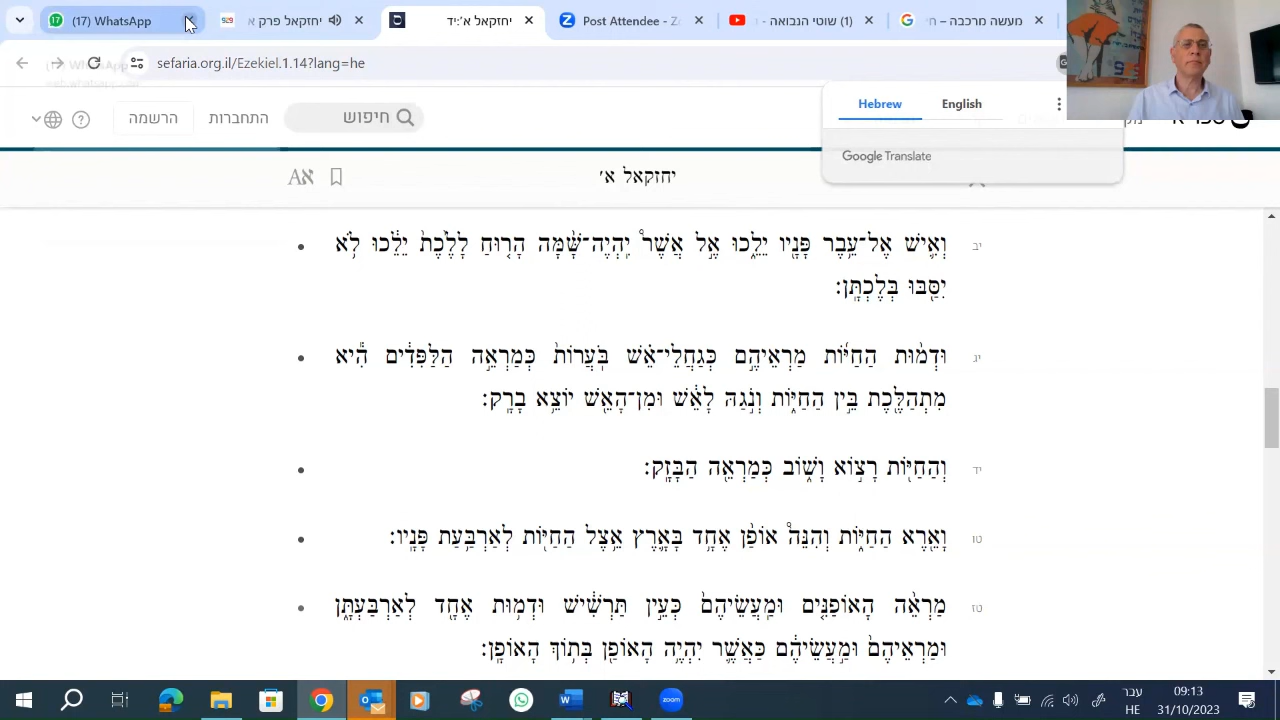 (17) WhatsApp
יחזקאל פרק א
יחזקאל א׳:יד
Post Attendee - Z
(1) שוטי הנבואה -
מעשה מרכבה – חי
sefaria.org.il/Ezekiel.1.14?lang=he
Hebrew English
Google Translate
חיפוש
התחברות
הרשמה
יחזקאל א׳
יב
וְאִ֛ישׁ אֶל־עֵ֥בֶר פָּנָ֖יו יֵלֵ֑כוּ אֶ֣ל אֲשֶׁר֩ יִֽהְיֶה־שָּׁ֨מָּה הָר֤וּחַ לָלֶ֙כֶת֙ יֵלֵ֔כוּ לֹ֥א
יִסַּ֖בּוּ בְּלֶכְתָּֽן׃
יג
וּדְמ֨וּת הַחַיּ֜וֹת מַרְאֵיהֶ֣ם כְּגַחֲלֵי־אֵ֗שׁ בֹּֽעֲרוֹת֙ כְּמַרְאֵ֣ה הַלַּפִּדִ֔ים הִ֕יא
מִתְהַלֶּ֖כֶת בֵּ֣ין הַחַיּ֑וֹת וְנֹ֣גַהּ לָאֵ֔שׁ וּמִן־הָאֵ֖שׁ יוֹצֵ֥א בָרָֽק׃
יד
וְהַחַיּ֖וֹת רָצ֣וֹא וָשׁ֑וֹב כְּמַרְאֵ֖ה הַבָּזָֽק׃
טו
וָאֵ֖רֶא הַחַיּ֑וֹת וְהִנֵּה֩ אוֹפַ֨ן אֶחָ֥ד בָּאָ֛רֶץ אֵ֥צֶל הַחַיּ֖וֹת לְאַרְבַּ֥עַת פָּנָֽיו׃
טז
מַרְאֵ֨ה הָאוֹפַנִּ֤ים וּמַעֲשֵׂיהֶם֙ כְּעֵ֣ין תַּרְשִׁ֔ישׁ וּדְמ֥וּת אֶחָ֖ד לְאַרְבַּעְתָּ֑ן
וּמַרְאֵיהֶם֙ וּמַ֣עֲשֵׂיהֶ֔ם כַּאֲשֶׁ֛ר יִהְיֶ֥ה הָאוֹפַ֖ן בְּת֥וֹךְ הָאוֹפָֽן׃
עבר
HE
09:13
31/10/2023